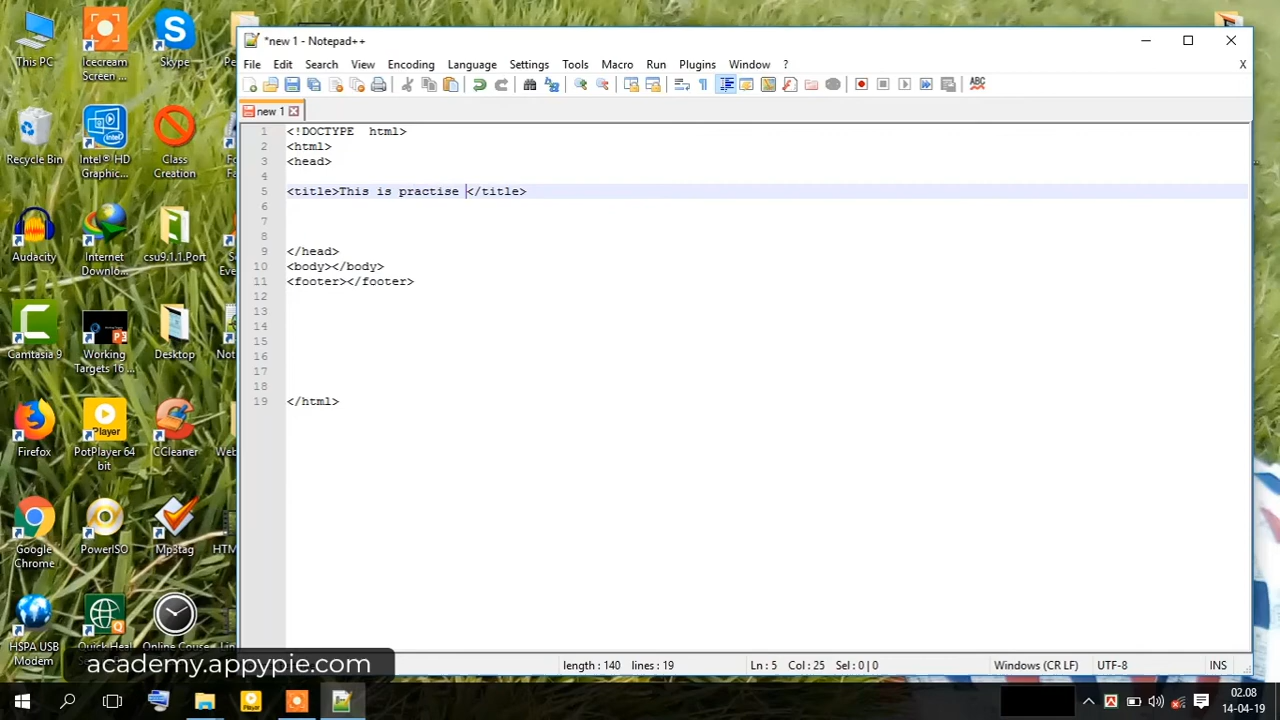 This PC
Icecream
Screen ...
Skype
Recycle Bin
Intel® HD
Graphic...
Class
Creation
Audacity
Internet
Downlo...
csu9.1.1.Port
Camtasia 9
Working
Targets 16 ...
Desktop
Firefox
Player
PotPlayer 64
bit
CCleaner
Google
Chrome
PowerISO
Mp3tag
HSPA USB
Modem
*new 1 - Notepad++
File Edit Search View Encoding Language Settings Tools Macro Run Plugins Window ? X
ABC
new 1
1 <!DOCTYPE  html>
2 <html>
3 <head>
4
5 <title>This is practise </title>
6
7
8
9 </head>
10 <body></body>
11 <footer></footer>
12
13
14
15
16
17
18
19 </html>
length : 140 lines : 19 Ln : 5 Col : 25 Sel : 0 | 0 Windows (CR LF) UTF-8 INS
academy.appypie.com
02.08
14-04-19